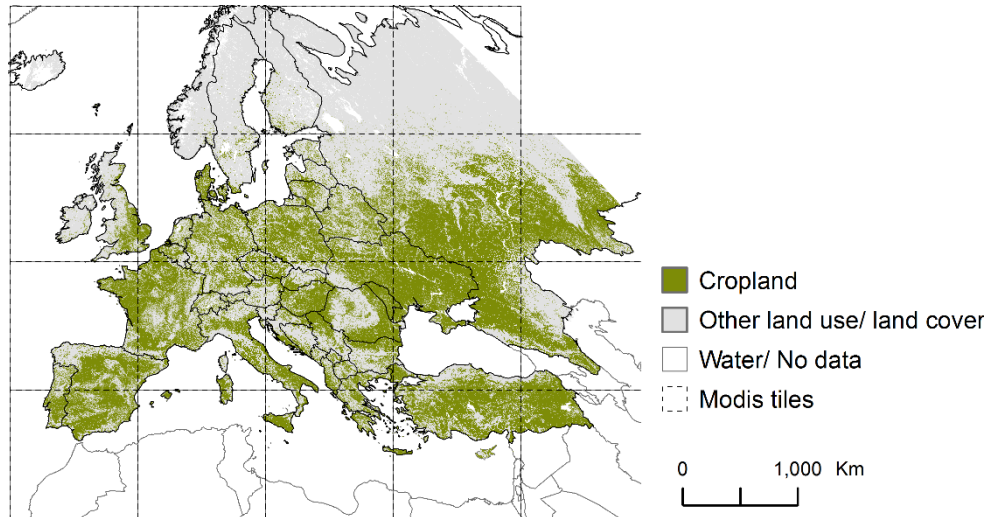 Cropland
Other land use/ land cover
Water/ No data
Modis tiles
0 1,000 Km